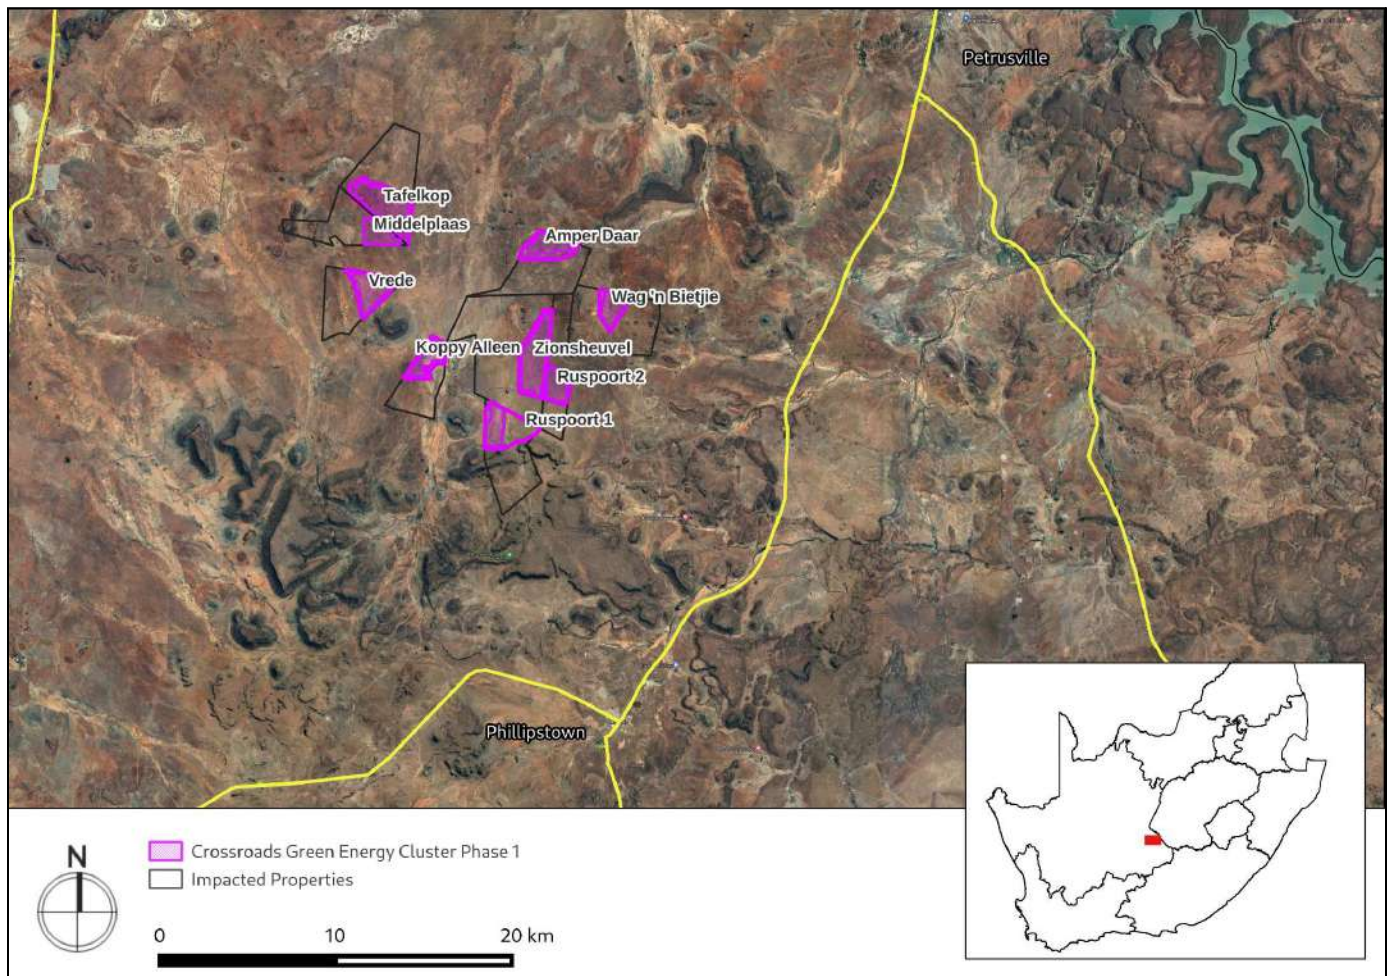 Petrusville
Tafelkop
Middelplaas
Amper Daar
Vrede
Wag 'n Bietjie
Koppy Alleen
Zionsheuvel
Ruspoort 2
Ruspoort 1
Phillipstown
N
Crossroads Green Energy Cluster Phase 1
Impacted Properties
0 10 20 km